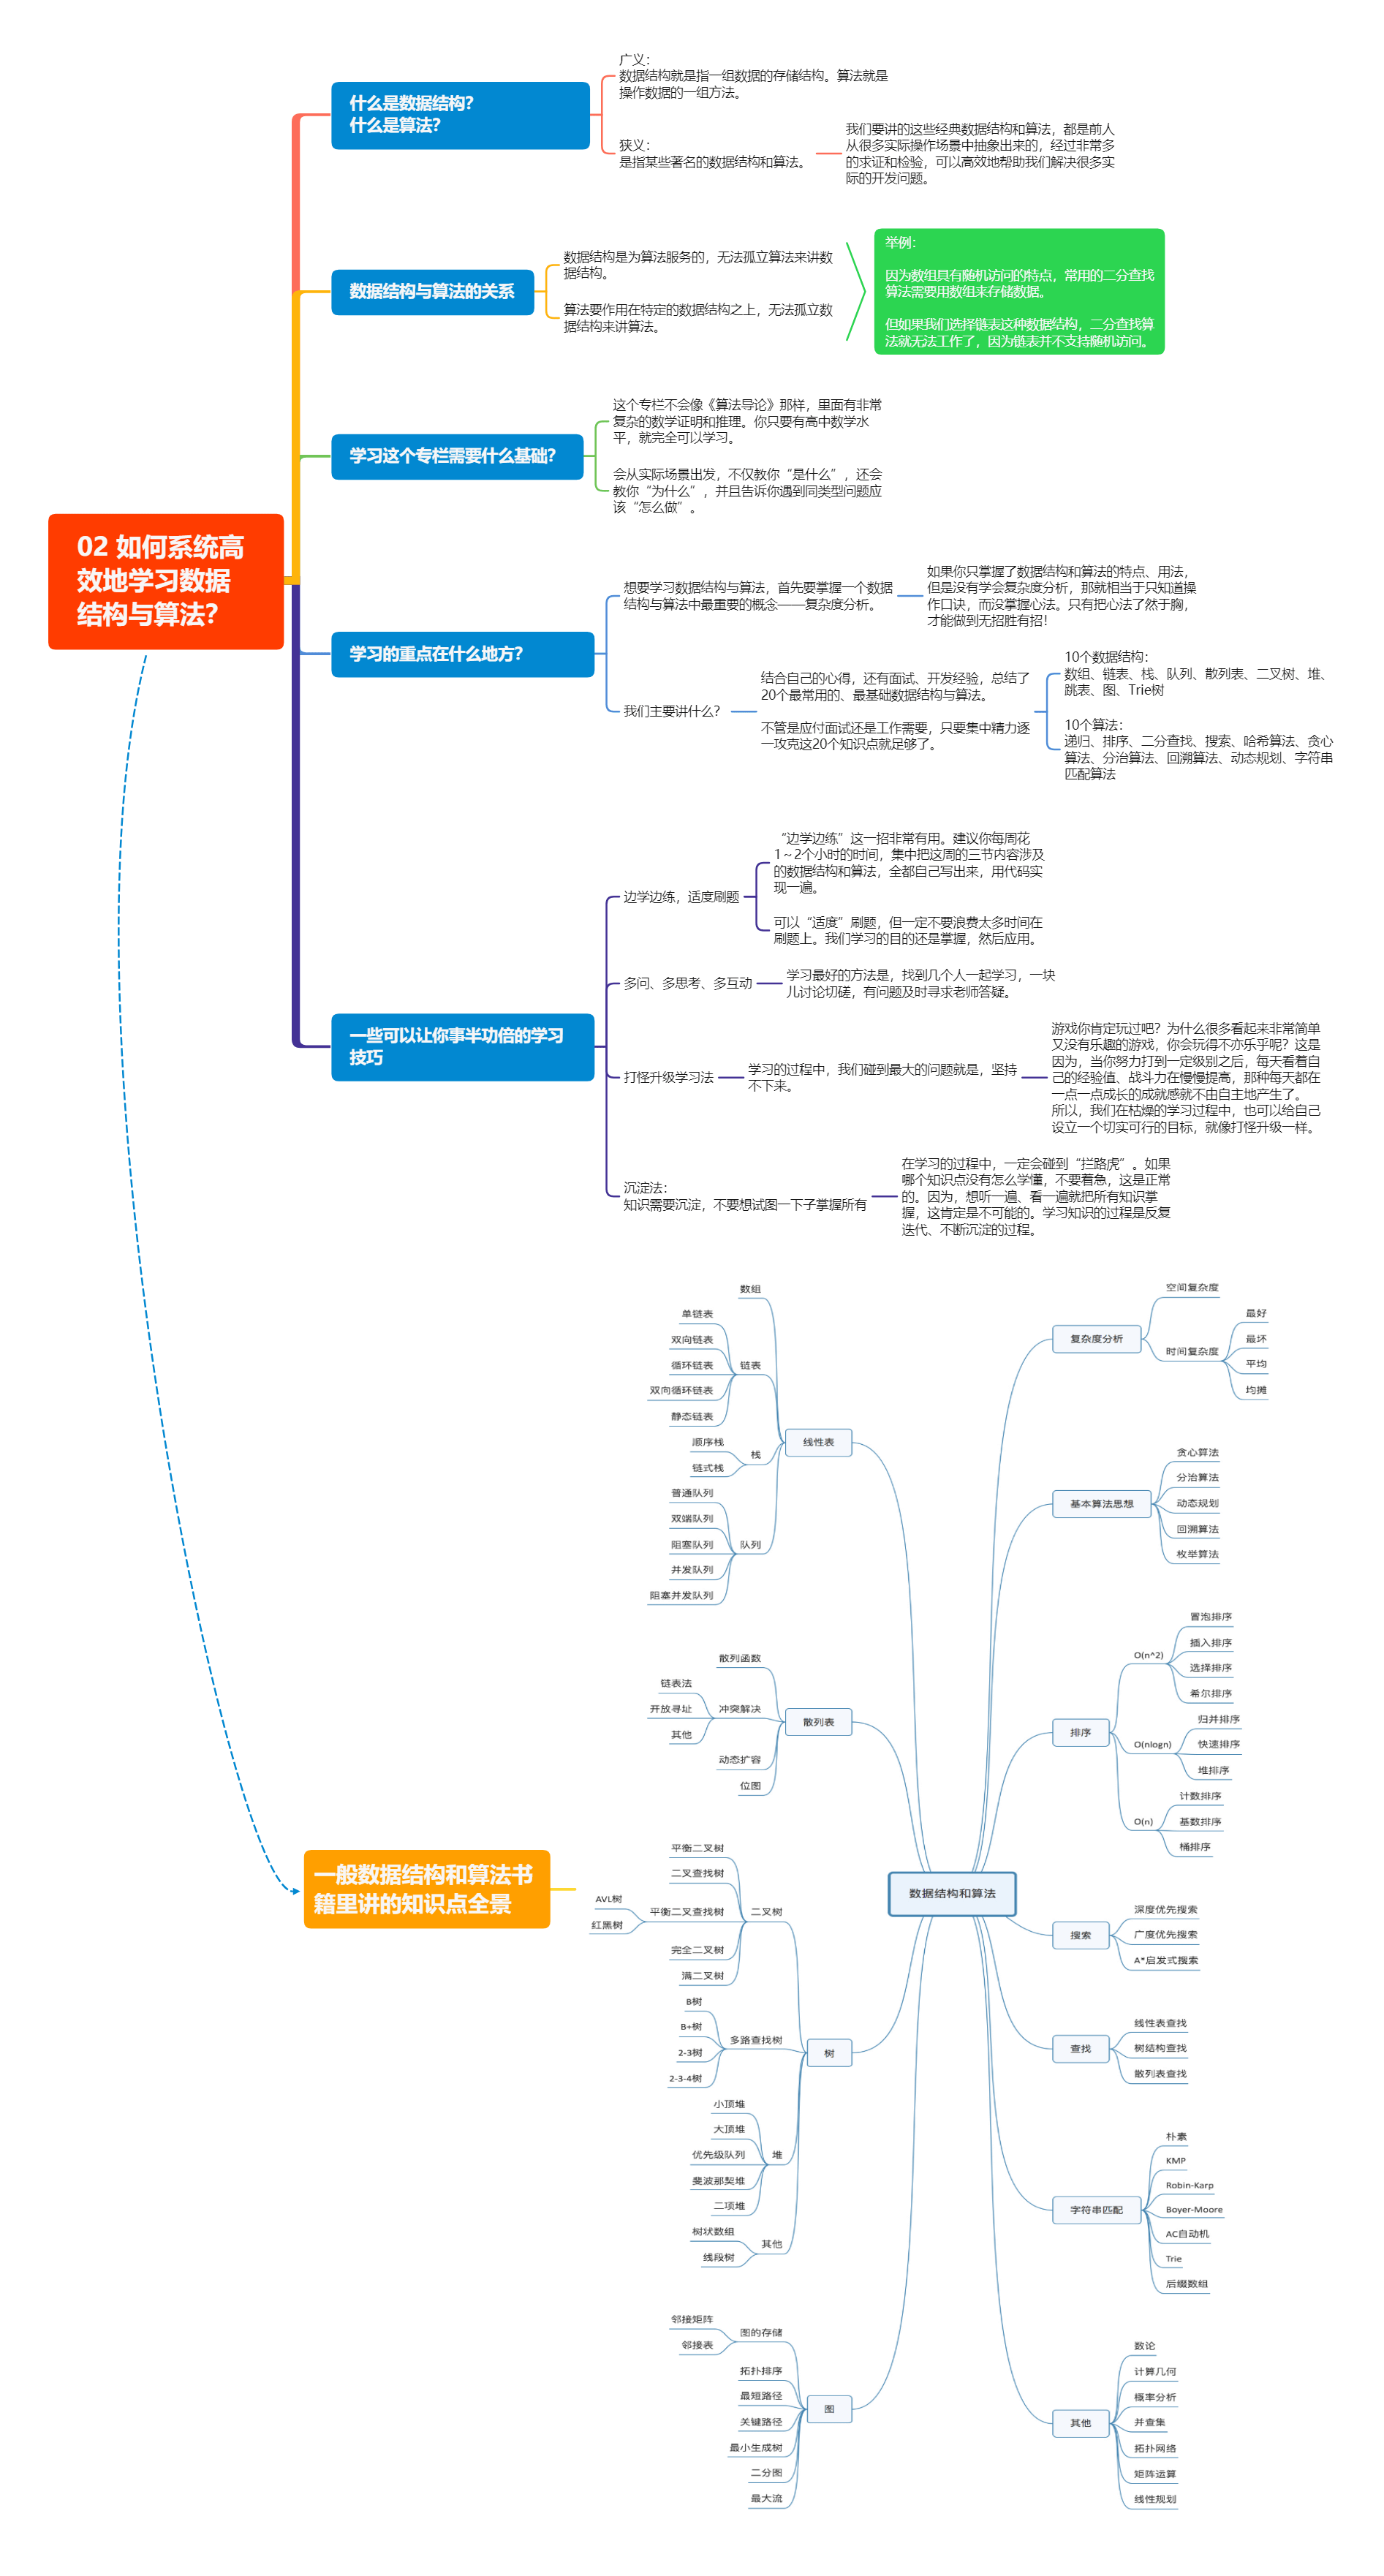 02 如何系统高
效地学习数据
结构与算法？
什么是数据结构？
什么是算法？
广义：
数据结构就是指一组数据的存储结构。算法就是
操作数据的一组方法。
狭义：
是指某些著名的数据结构和算法。
我们要讲的这些经典数据结构和算法，都是前人
从很多实际操作场景中抽象出来的，经过非常多
的求证和检验，可以高效地帮助我们解决很多实
际的开发问题。
数据结构与算法的关系
数据结构是为算法服务的，无法孤立算法来讲数
据结构。
算法要作用在特定的数据结构之上，无法孤立数
据结构来讲算法。
举例：
因为数组具有随机访问的特点，常用的二分查找
算法需要用数组来存储数据。
但如果我们选择链表这种数据结构，二分查找算
法就无法工作了，因为链表并不支持随机访问。
学习这个专栏需要什么基础？
这个专栏不会像《算法导论》那样，里面有非常
复杂的数学证明和推理。你只要有高中数学水
平，就完全可以学习。
会从实际场景出发，不仅教你“是什么”，还会
教你“为什么”，并且告诉你遇到同类型问题应
该“怎么做”。
学习的重点在什么地方？
想要学习数据结构与算法，首先要掌握一个数据
结构与算法中最重要的概念——复杂度分析。
如果你只掌握了数据结构和算法的特点、用法，
但是没有学会复杂度分析，那就相当于只知道操
作口诀，而没掌握心法。只有把心法了然于胸，
才能做到无招胜有招！
我们主要讲什么？
结合自己的心得，还有面试、开发经验，总结了
20个最常用的、最基础数据结构与算法。
不管是应付面试还是工作需要，只要集中精力逐
一攻克这20个知识点就足够了。
10个数据结构：
数组、链表、栈、队列、散列表、二叉树、堆、
跳表、图、Trie树
10个算法：
递归、排序、二分查找、搜索、哈希算法、贪心
算法、分治算法、回溯算法、动态规划、字符串
匹配算法
一些可以让你事半功倍的学习
技巧
边学边练，适度刷题
“边学边练”这一招非常有用。建议你每周花
1～2个小时的时间，集中把这周的三节内容涉及
的数据结构和算法，全都自己写出来，用代码实
现一遍。
可以“适度”刷题，但一定不要浪费太多时间在
刷题上。我们学习的目的还是掌握，然后应用。
多问、多思考、多互动
学习最好的方法是，找到几个人一起学习，一块
儿讨论切磋，有问题及时寻求老师答疑。
打怪升级学习法
学习的过程中，我们碰到最大的问题就是，坚持
不下来。
游戏你肯定玩过吧？为什么很多看起来非常简单
又没有乐趣的游戏，你会玩得不亦乐乎呢？这是
因为，当你努力打到一定级别之后，每天看着自
己的经验值、战斗力在慢慢提高，那种每天都在
一点一点成长的成就感就不由自主地产生了。
所以，我们在枯燥的学习过程中，也可以给自己
设立一个切实可行的目标，就像打怪升级一样。
沉淀法：
知识需要沉淀，不要想试图一下子掌握所有
在学习的过程中，一定会碰到“拦路虎”。如果
哪个知识点没有怎么学懂，不要着急，这是正常
的。因为，想听一遍、看一遍就把所有知识掌
握，这肯定是不可能的。学习知识的过程是反复
迭代、不断沉淀的过程。
一般数据结构和算法书
籍里讲的知识点全景
数据结构和算法
线性表
数组
链表
单链表
双向链表
循环链表
双向循环链表
静态链表
栈
顺序栈
链式栈
队列
普通队列
双端队列
阻塞队列
并发队列
阻塞并发队列
散列表
散列函数
冲突解决
链表法
开放寻址
其他
动态扩容
位图
树
二叉树
平衡二叉树
二叉查找树
平衡二叉查找树
AVL树
红黑树
完全二叉树
满二叉树
多路查找树
B树
B+树
2-3树
2-3-4树
堆
小顶堆
大顶堆
优先级队列
斐波那契堆
二项堆
其他
树状数组
线段树
图
图的存储
邻接矩阵
邻接表
拓扑排序
最短路径
关键路径
最小生成树
二分图
最大流
复杂度分析
空间复杂度
时间复杂度
最好
最坏
平均
均摊
基本算法思想
贪心算法
分治算法
动态规划
回溯算法
枚举算法
排序
O(n^2)
冒泡排序
插入排序
选择排序
希尔排序
O(nlogn)
归并排序
快速排序
堆排序
O(n)
计数排序
基数排序
桶排序
搜索
深度优先搜索
广度优先搜索
A*启发式搜索
查找
线性表查找
树结构查找
散列表查找
字符串匹配
朴素
KMP
Robin-Karp
Boyer-Moore
AC自动机
Trie
后缀数组
其他
数论
计算几何
概率分析
并查集
拓扑网络
矩阵运算
线性规划